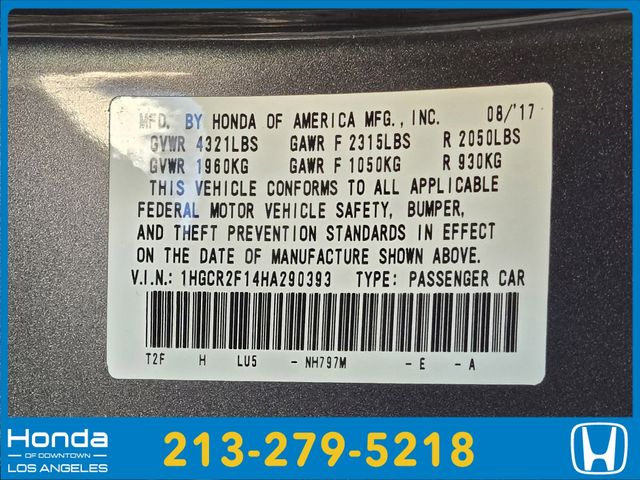 MFD. BY HONDA OF AMERICA MFG., INC. 08/'17
GVWR 4321LBS GAWR F 2315LBS R 2050LBS
GVWR 1960KG GAWR F 1050KG R 930KG
THIS VEHICLE CONFORMS TO ALL APPLICABLE
FEDERAL MOTOR VEHICLE SAFETY, BUMPER,
AND THEFT PREVENTION STANDARDS IN EFFECT
ON THE DATE OF MANUFACTURE SHOWN ABOVE.
V.I.N.: 1HGCR2F14HA290393 TYPE: PASSENGER CAR
T2F H LU5 - NH797M - E - A
Honda
OF DOWNTOWN
LOS ANGELES
213-279-5218